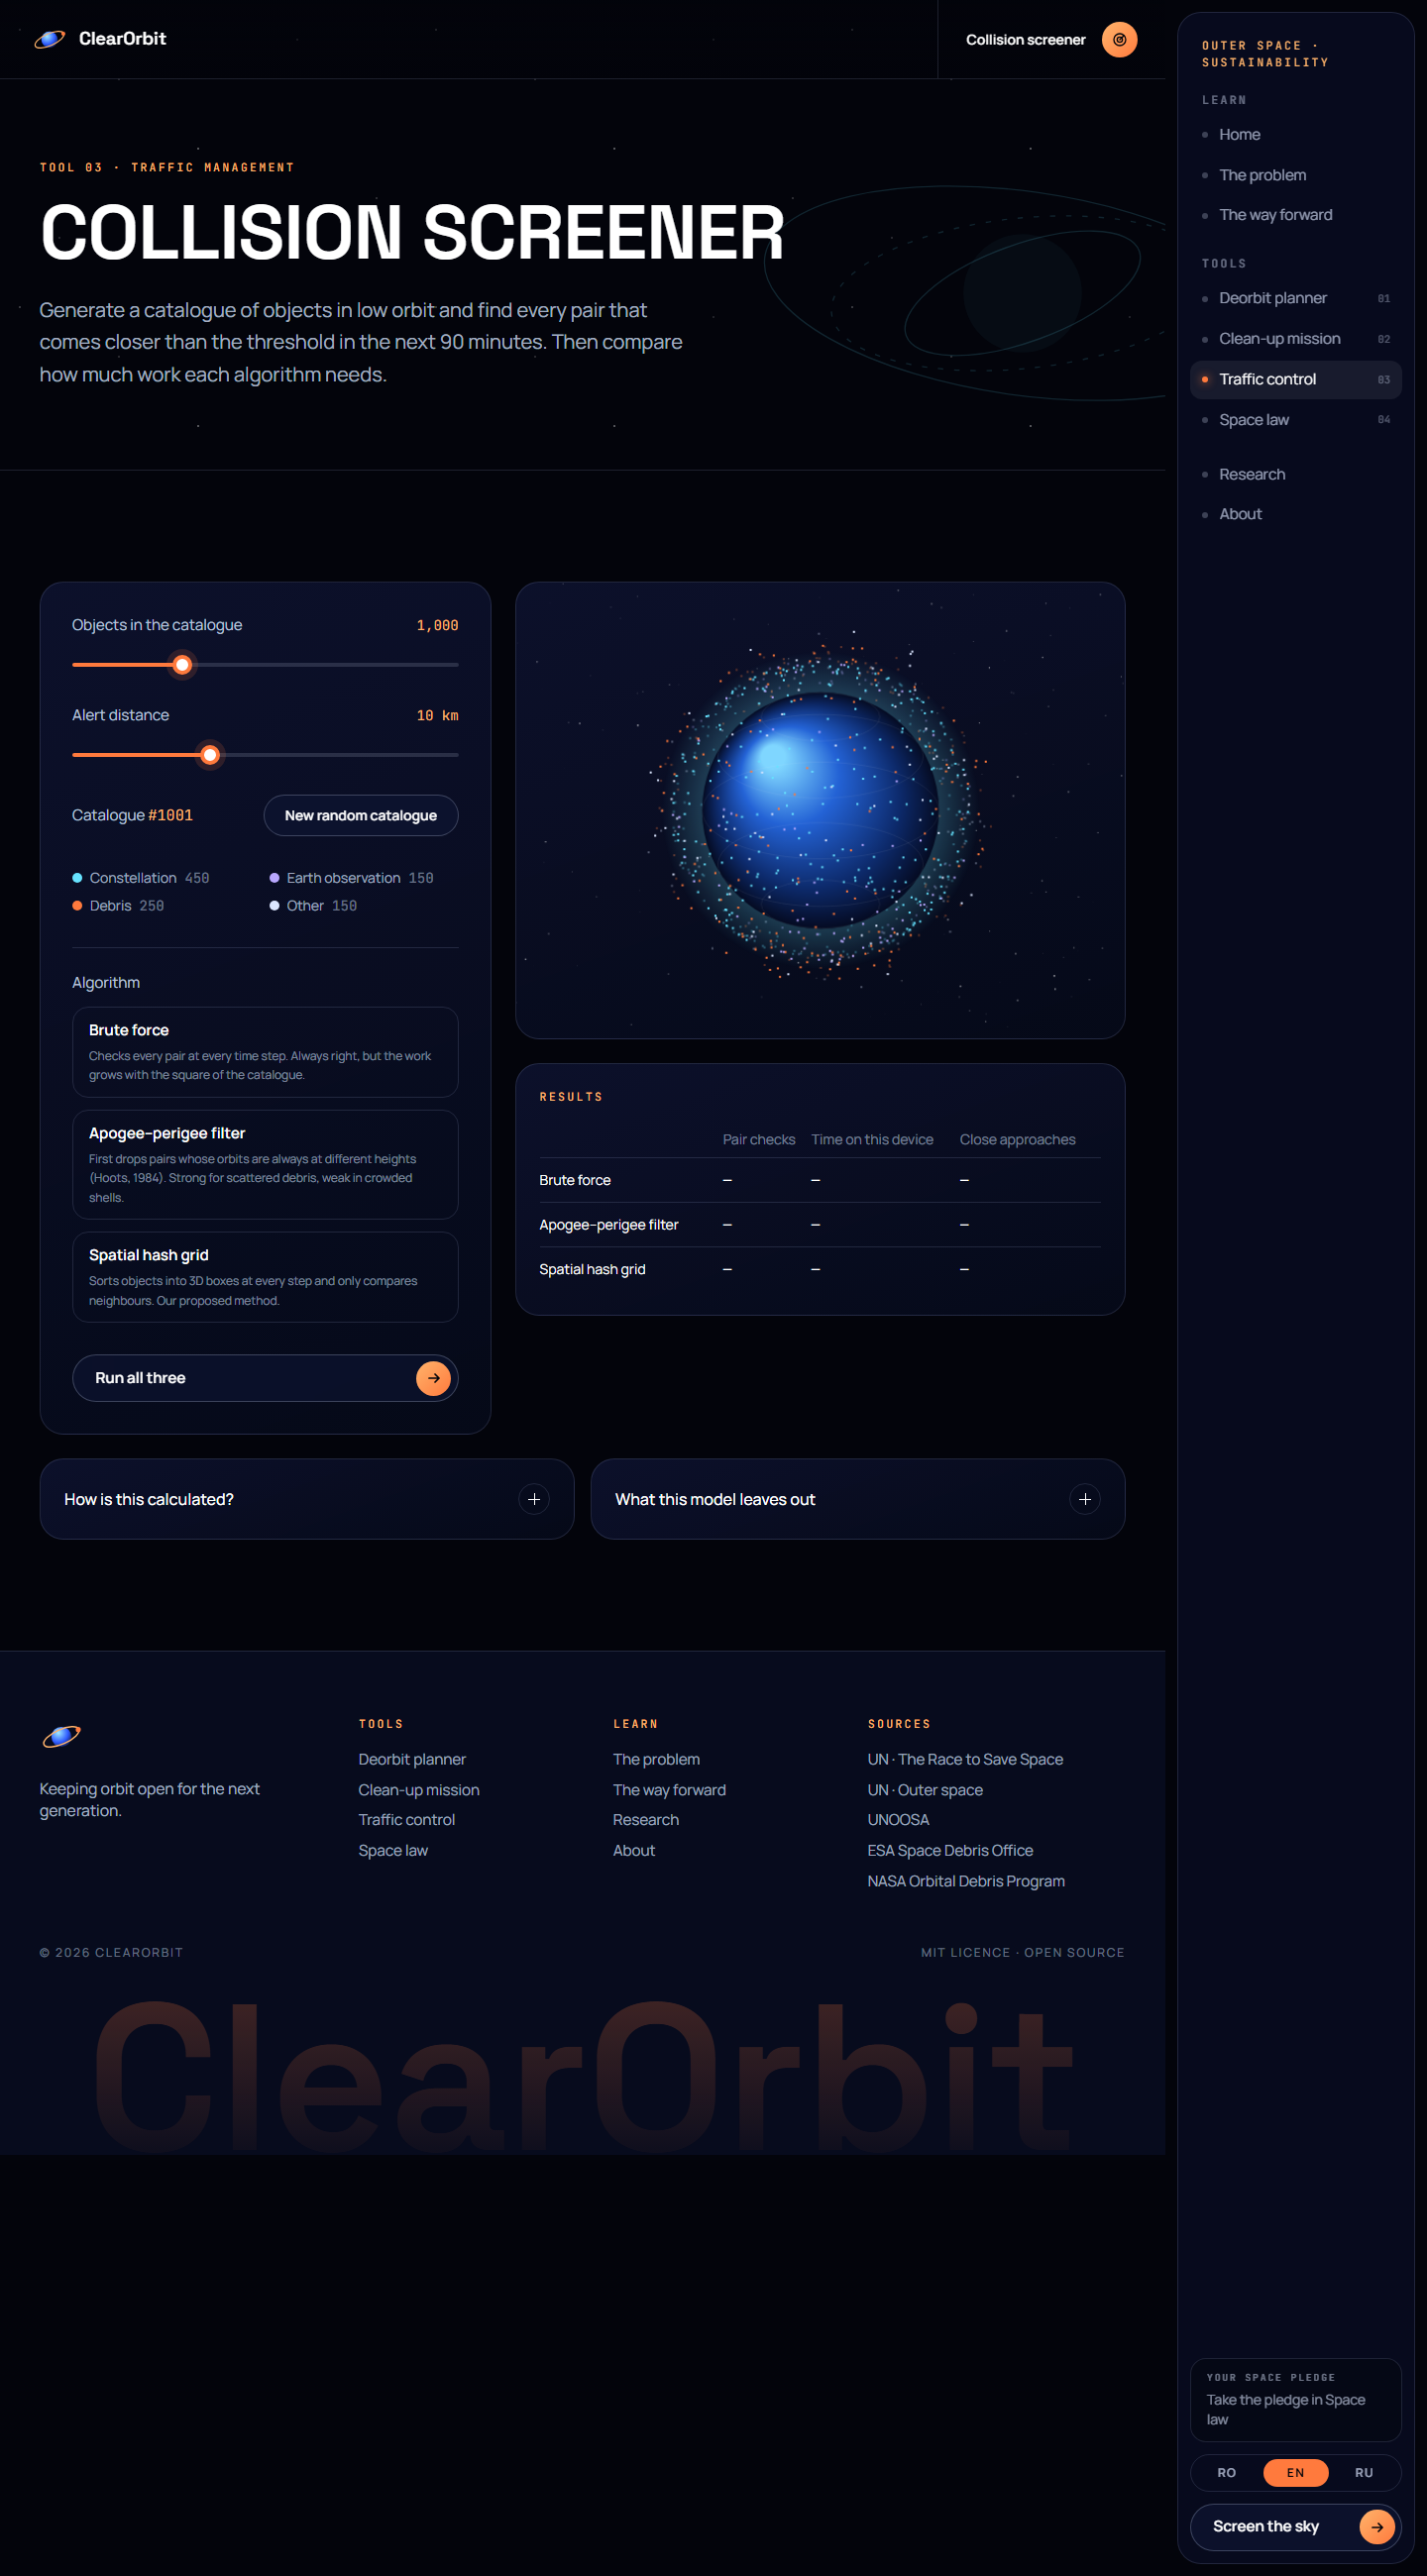 ClearOrbit
Collision screener
TOOL 03 · TRAFFIC MANAGEMENT
COLLISION SCREENER
Generate a catalogue of objects in low orbit and find every pair that
comes closer than the threshold in the next 90 minutes. Then compare
how much work each algorithm needs.
Objects in the catalogue 1,000
Alert distance 10 km
Catalogue #1001 New random catalogue
Constellation 450 Earth observation 150
Debris 250 Other 150
Algorithm
Brute force
Checks every pair at every time step. Always right, but the work
grows with the square of the catalogue.
Apogee–perigee filter
First drops pairs whose orbits are always at different heights
(Hoots, 1984). Strong for scattered debris, weak in crowded
shells.
Spatial hash grid
Sorts objects into 3D boxes at every step and only compares
neighbours. Our proposed method.
Run all three
RESULTS
Pair checks Time on this device Close approaches
Brute force – – –
Apogee–perigee filter – – –
Spatial hash grid – – –
How is this calculated?
What this model leaves out
Keeping orbit open for the next
generation.
TOOLS
Deorbit planner
Clean-up mission
Traffic control
Space law
LEARN
The problem
The way forward
Research
About
SOURCES
UN · The Race to Save Space
UN · Outer space
UNOOSA
ESA Space Debris Office
NASA Orbital Debris Program
© 2026 CLEARORBIT
MIT LICENCE · OPEN SOURCE
ClearOrbit
OUTER SPACE ·
SUSTAINABILITY
LEARN
Home
The problem
The way forward
TOOLS
Deorbit planner 01
Clean-up mission 02
Traffic control 03
Space law 04
Research
About
YOUR SPACE PLEDGE
Take the pledge in Space
law
RO EN RU
Screen the sky